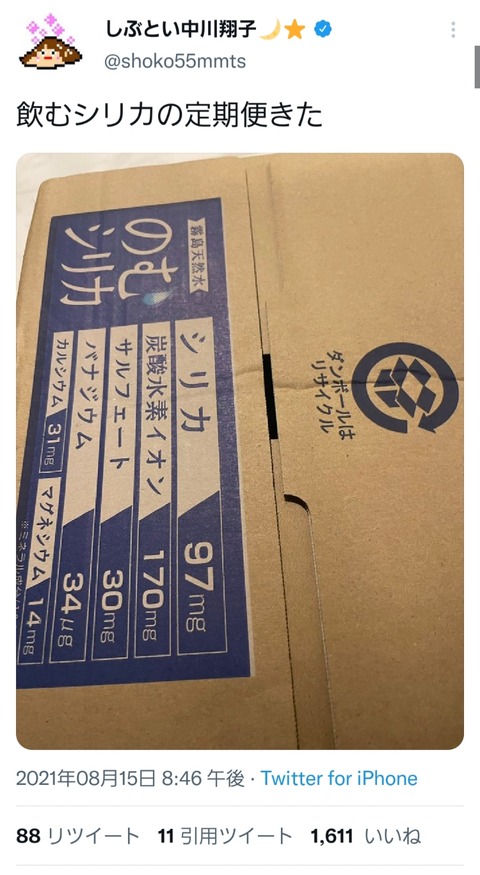 しぶとい中川翔子🌙⭐
@shoko55mmts
飲むシリカの定期便きた
霧島天然水
のむ
シリカ
シリカ 97mg
炭酸水素イオン 170mg
サルフェート 30mg
バナジウム 34μg
カルシウム 31mg マグネシウム 14mg
ダンボールは
リサイクル
2021年08月15日 8:46 午後 · Twitter for iPhone
88 リツイート 11 引用ツイート 1,611 いいね